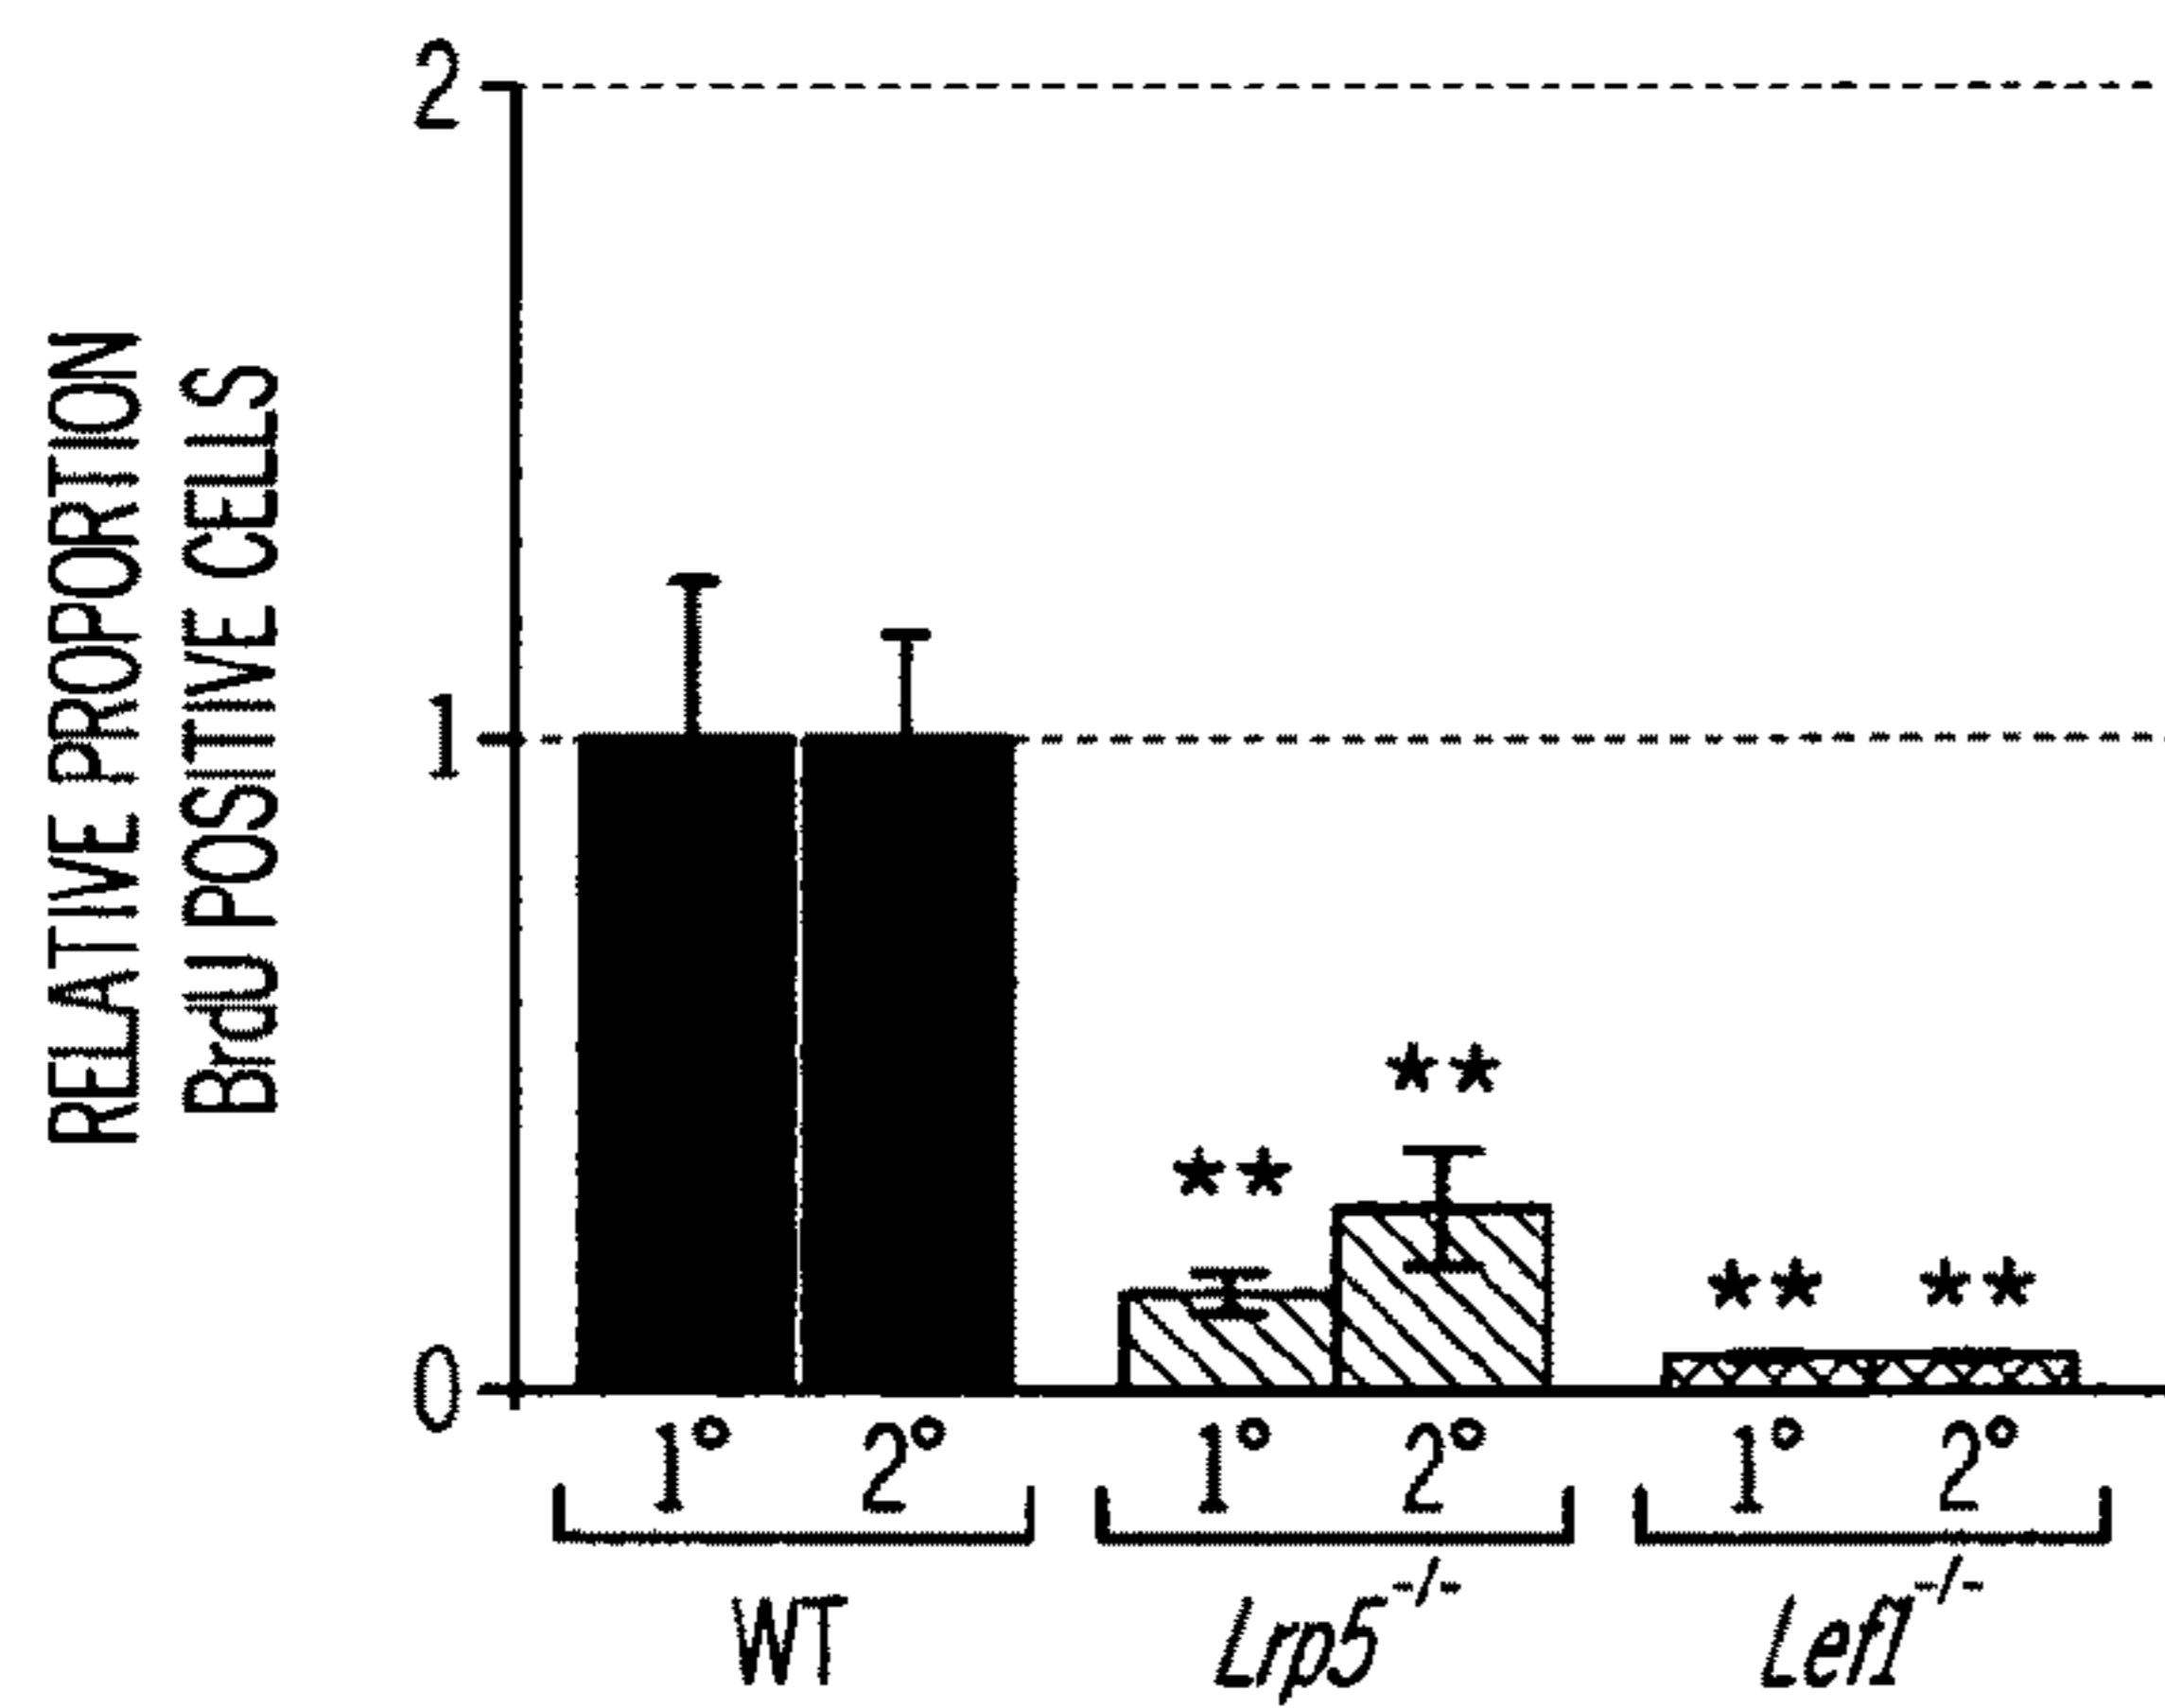 RELATIVE PROPORTION
BrdU POSITIVE CELLS
2
1
0
** ** ** **
1° 2° 1° 2° 1° 2°
WT Lrp5-/- Lef1-/-